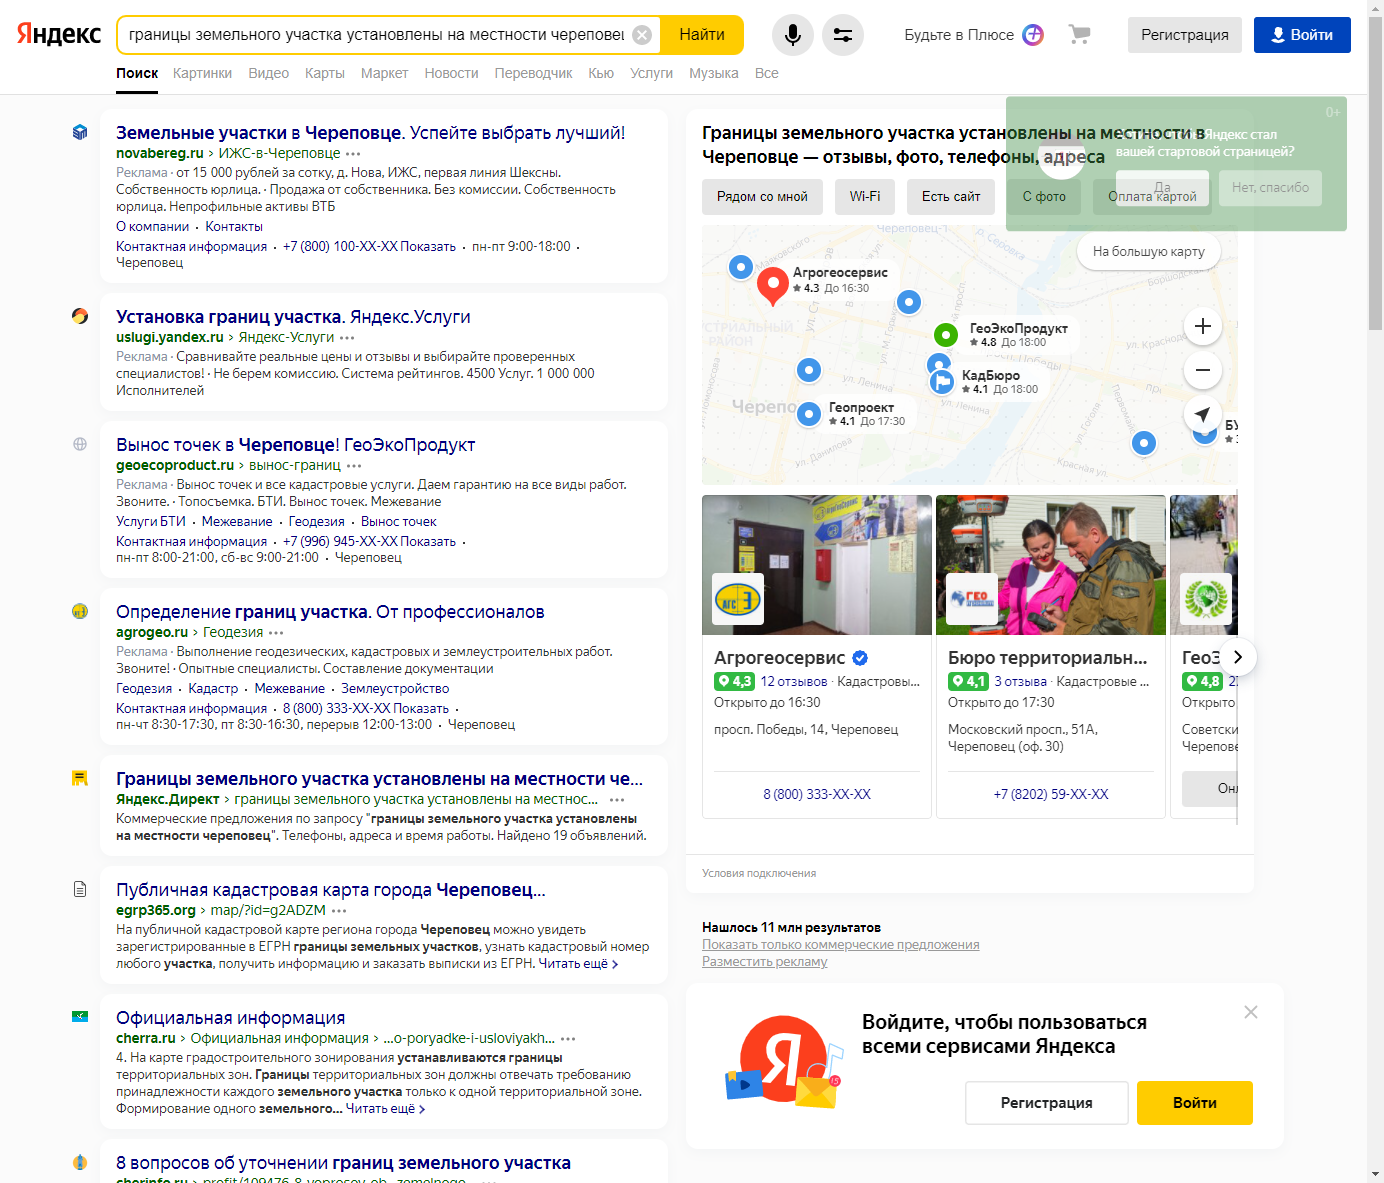 Яндекс
границы земельного участка установлены на местности череповец
Найти
Будьте в Плюсе
Регистрация
Войти
Поиск
Картинки
Видео
Карты
Маркет
Новости
Переводчик
Кью
Услуги
Музыка
Все
Земельные участки в Череповце. Успейте выбрать лучший!
novabereg.ru › ИЖС-в-Череповце
Реклама · от 15 000 рублей за сотку, д. Нова, ИЖС, первая линия Шексны.
Собственность юрлица. · Продажа от собственника. Без комиссии. Собственность
юрлица. Непрофильные активы ВТБ
О компании · Контакты
Контактная информация · +7 (800) 100-XX-XX Показать · пн-пт 9:00-18:00 ·
Череповец
Установка границ участка. Яндекс.Услуги
uslugi.yandex.ru › Яндекс-Услуги
Реклама · Сравнивайте реальные цены и отзывы и выбирайте проверенных
специалистов! · Не берем комиссию. Система рейтингов. 4500 Услуг. 1 000 000
Исполнителей
Вынос точек в Череповце! ГеоЭкоПродукт
geoecoproduct.ru › вынос-границ
Реклама · Вынос точек и все кадастровые услуги. Даем гарантию на все виды работ.
Звоните. · Топосъемка. БТИ. Вынос точек. Межевание
Услуги БТИ · Межевание · Геодезия · Вынос точек
Контактная информация · +7 (996) 945-XX-XX Показать ·
пн-пт 8:00-21:00, сб-вс 9:00-21:00 · Череповец
Определение границ участка. От профессионалов
agrogeo.ru › Геодезия
Реклама · Выполнение геодезических, кадастровых и землеустроительных работ.
Звоните! · Опытные специалисты. Составление документации
Геодезия · Кадастр · Межевание · Землеустройство
Контактная информация · 8 (800) 333-XX-XX Показать ·
пн-чт 8:30-17:30, пт 8:30-16:30, перерыв 12:00-13:00 · Череповец
Границы земельного участка установлены на местности че...
Яндекс.Директ › границы земельного участка установлены на местнос...
Коммерческие предложения по запросу "границы земельного участка установлены
на местности череповец". Телефоны, адреса и время работы. Найдено 19 объявлений.
Публичная кадастровая карта города Череповец...
egrp365.org › map/?id=g2ADZM
На публичной кадастровой карте региона города Череповец можно увидеть
зарегистрированные в ЕГРН границы земельных участков, узнать кадастровый номер
любого участка, получить информацию и заказать выписки из ЕГРН. Читать ещё ›
Официальная информация
cherra.ru › Официальная информация › ...o-poryadke-i-usloviyakh...
4. На карте градостроительного зонирования устанавливаются границы
территориальных зон. Границы территориальных зон должны отвечать требованию
принадлежности каждого земельного участка только к одной территориальной зоне.
Формирование одного земельного... Читать ещё ›
8 вопросов об уточнении границ земельного участка
Границы земельного участка установлены на местности в
Череповце — отзывы, фото, телефоны, адреса
0+
Яндекс стал
вашей стартовой страницей?
Да
Нет, спасибо
Рядом со мной
Wi-Fi
Есть сайт
С фото
Оплата картой
На большую карту
Агрогеосервис
4.3 До 16:30
ГеоЭкоПродукт
4.8 До 18:00
КадБюро
4.1 До 18:00
Геопроект
4.1 До 17:30
ул. Ленина
ул. Ленина
ул. Данилова
ул. Гоголя
Красная ул.
р. Серовка
Агрогеосервис
4,3 12 отзывов · Кадастровы...
Открыто до 16:30
просп. Победы, 14, Череповец
8 (800) 333-XX-XX
Бюро территориальн...
4,1 3 отзыва · Кадастровые ...
Открыто до 17:30
Московский просп., 51А,
Череповец (оф. 30)
+7 (8202) 59-XX-XX
4,8
Открыто
Условия подключения
Нашлось 11 млн результатов
Показать только коммерческие предложения
Разместить рекламу
Войдите, чтобы пользоваться
всеми сервисами Яндекса
Регистрация
Войти